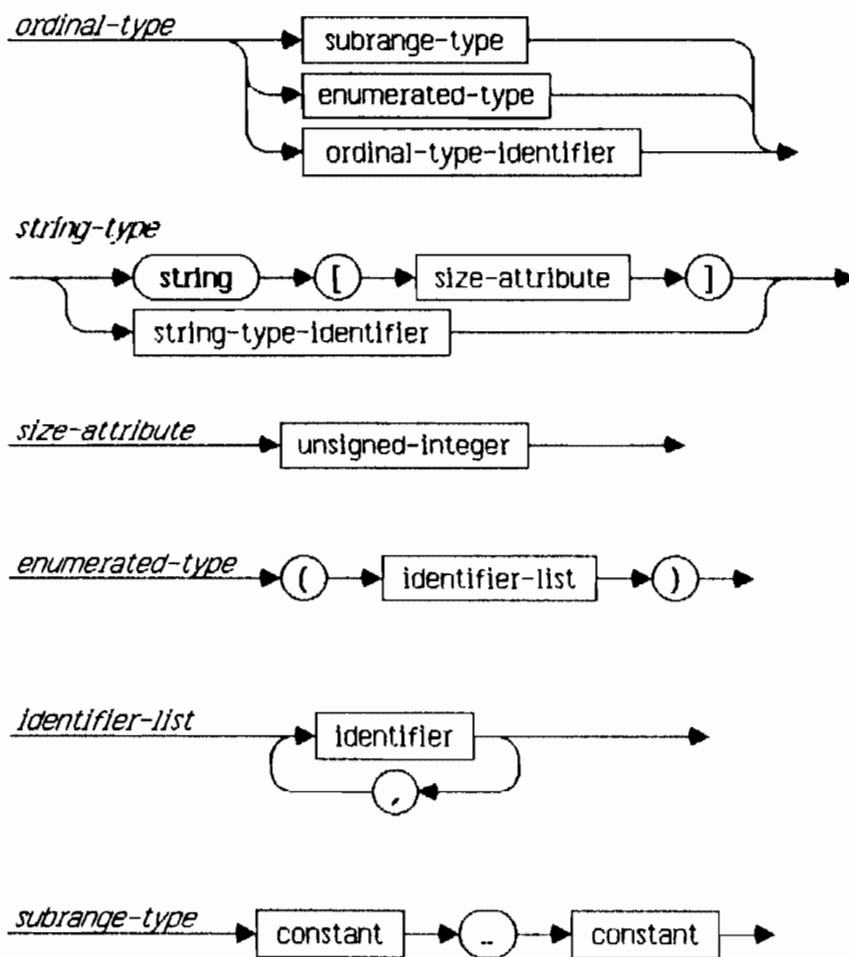 ordinal-type
subrange-type
enumerated-type
ordinal-type-identifier
string-type
string [ size-attribute ]
string-type-identifier
size-attribute unsigned-integer
enumerated-type ( identifier-list )
identifier-list identifier
,
subrange-type constant .. constant